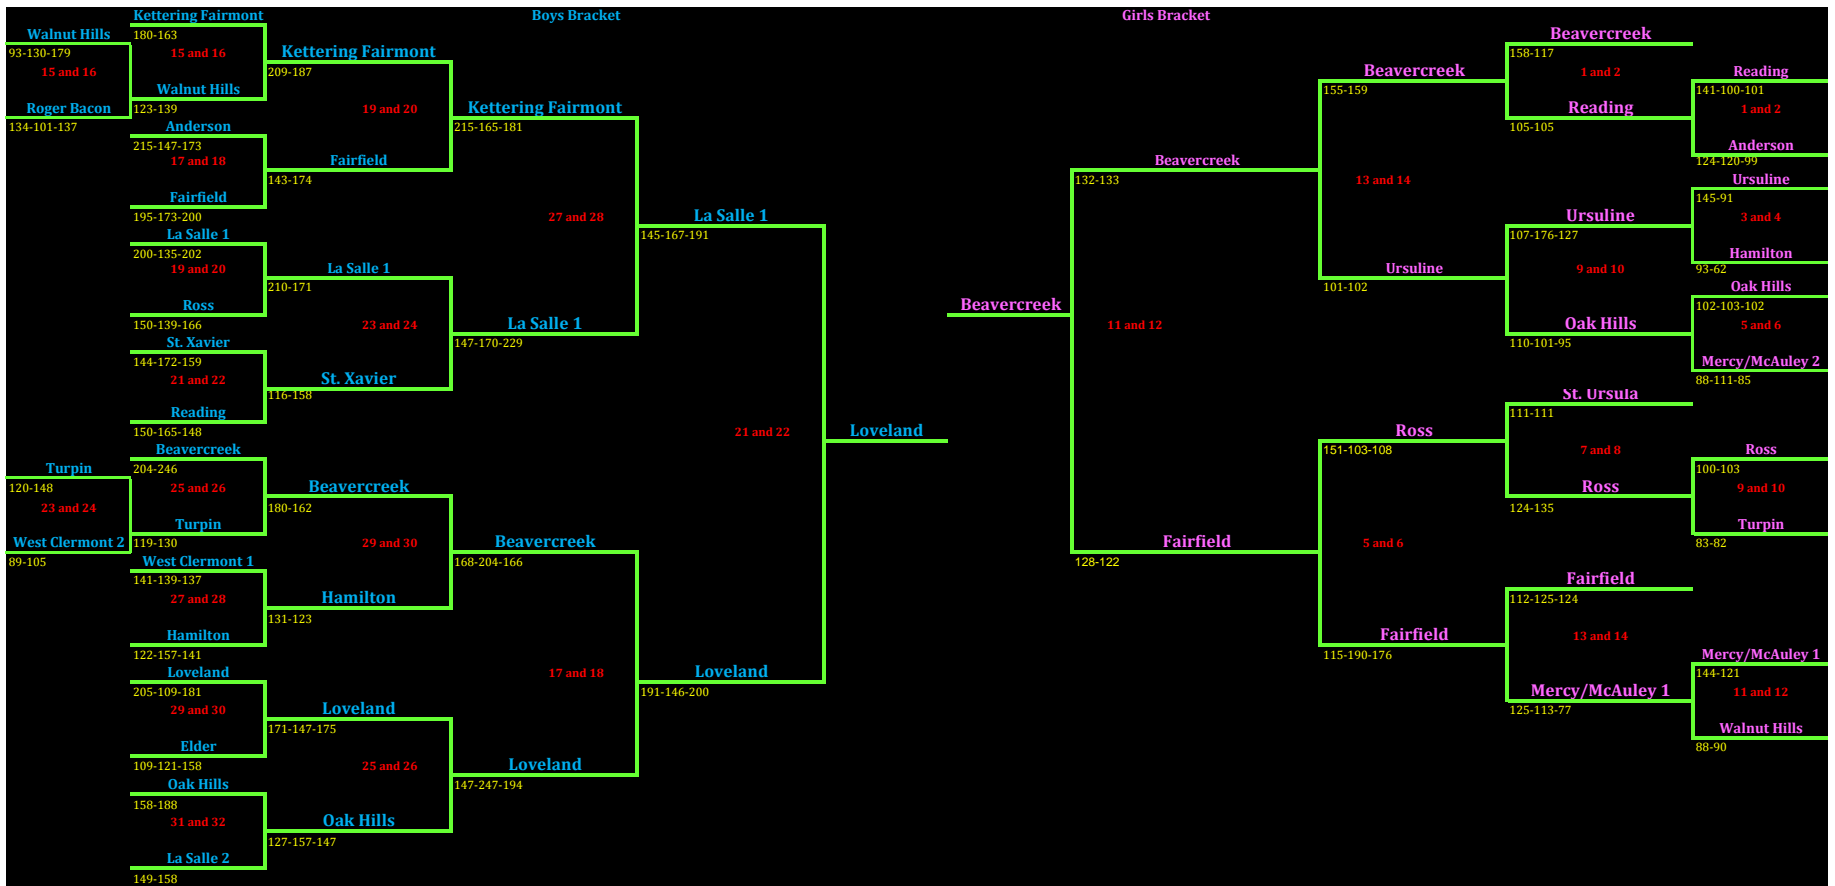 Kettering Fairmont
Boys Bracket
Girls Bracket
Walnut Hills
180-163
93-130-179
15 and 16
15 and 16
Kettering Fairmont
209-187
Walnut Hills
Roger Bacon
123-139
19 and 20
134-101-137
Kettering Fairmont
215-165-181
Anderson
215-147-173
17 and 18
Fairfield
143-174
Fairfield
195-173-200
27 and 28
La Salle 1
145-167-191
La Salle 1
200-135-202
19 and 20
La Salle 1
210-171
Ross
150-139-166
23 and 24
La Salle 1
147-170-229
St. Xavier
144-172-159
21 and 22
St. Xavier
116-158
Reading
150-165-148
21 and 22
Loveland
Beavercreek
Turpin
204-246
120-148
25 and 26
Beavercreek
23 and 24
180-162
Turpin
West Clermont 2
119-130
29 and 30
Beavercreek
89-105
168-204-166
West Clermont 1
141-139-137
27 and 28
Hamilton
131-123
Hamilton
122-157-141
17 and 18
Loveland
191-146-200
Loveland
205-109-181
29 and 30
Loveland
171-147-175
Elder
109-121-158
25 and 26
Loveland
147-247-194
Oak Hills
158-188
31 and 32
Oak Hills
127-157-147
La Salle 2
149-158
Beavercreek
158-117
Beavercreek
1 and 2
Reading
155-159
141-100-101
Reading
1 and 2
105-105
Anderson
124-120-99
Beavercreek
132-133
13 and 14
Ursuline
145-91
Ursuline
3 and 4
107-176-127
Hamilton
93-62
Ursuline
9 and 10
101-102
Oak Hills
102-103-102
Beavercreek
11 and 12
Oak Hills
5 and 6
110-101-95
Mercy/McAuley 2
88-111-85
St. Ursula
111-111
Ross
7 and 8
Ross
151-103-108
100-103
Ross
9 and 10
124-135
Turpin
83-82
Fairfield
5 and 6
128-122
Fairfield
112-125-124
Fairfield
13 and 14
115-190-176
Mercy/McAuley 1
144-121
Mercy/McAuley 1
11 and 12
125-113-77
Walnut Hills
88-90